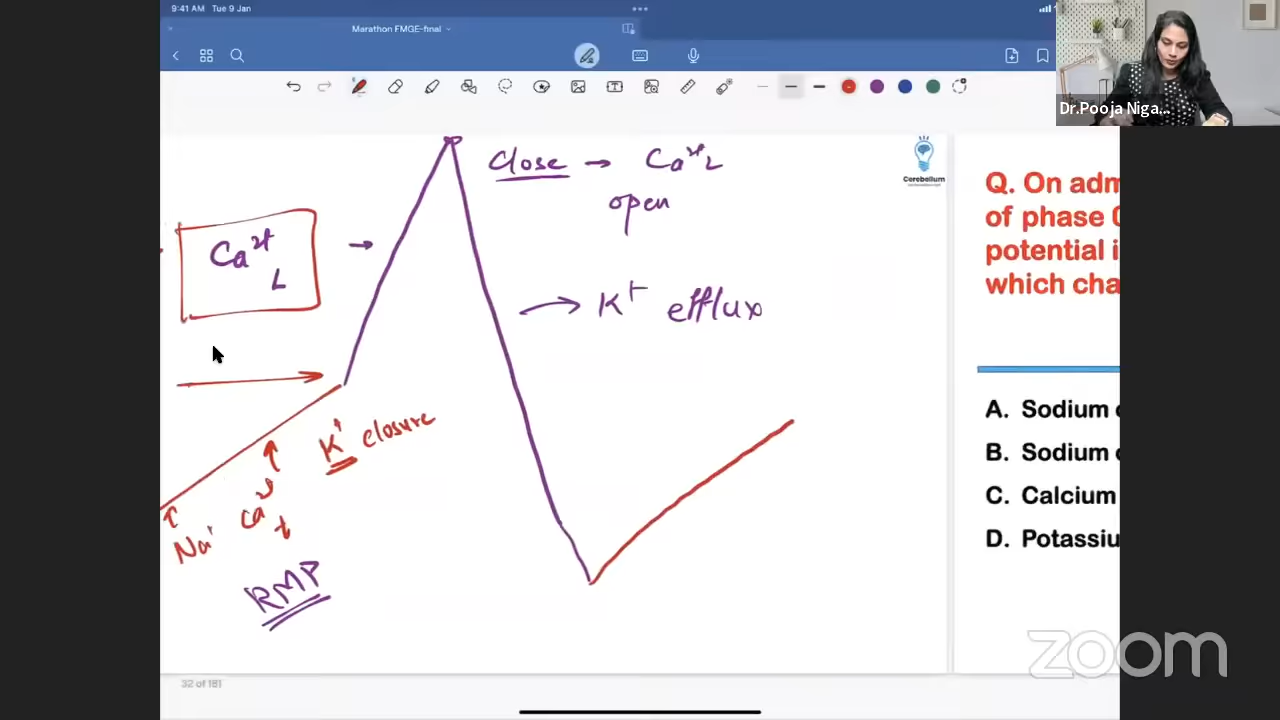 9:41 AM Tue 9 Jan
Marathon FMGE-final
Dr.Pooja Niga...
Close → Ca2+ L
open
Cerebellum
Ca2+
L
→ K+ efflux
K+ closure
Na+
Ca2+
t
RMP
Q. On adm
of phase 0
potential i
which cha
A. Sodium c
B. Sodium c
C. Calcium
D. Potassiu
32 of 181
zoom